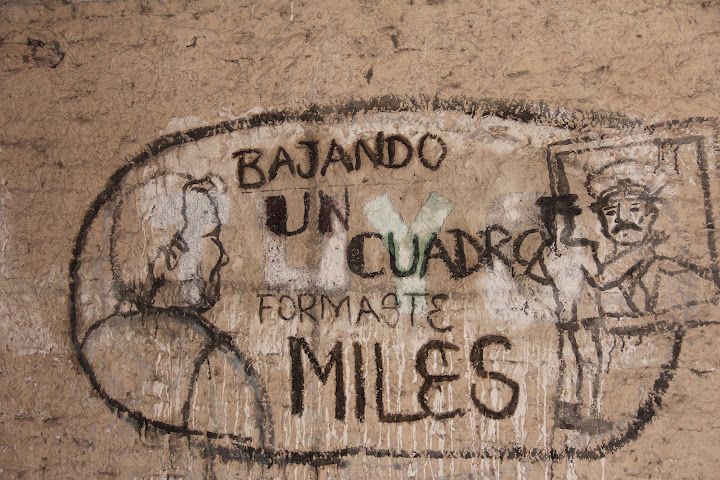 BAJANDO
UN
CUADRO
FORMASTE
MILES